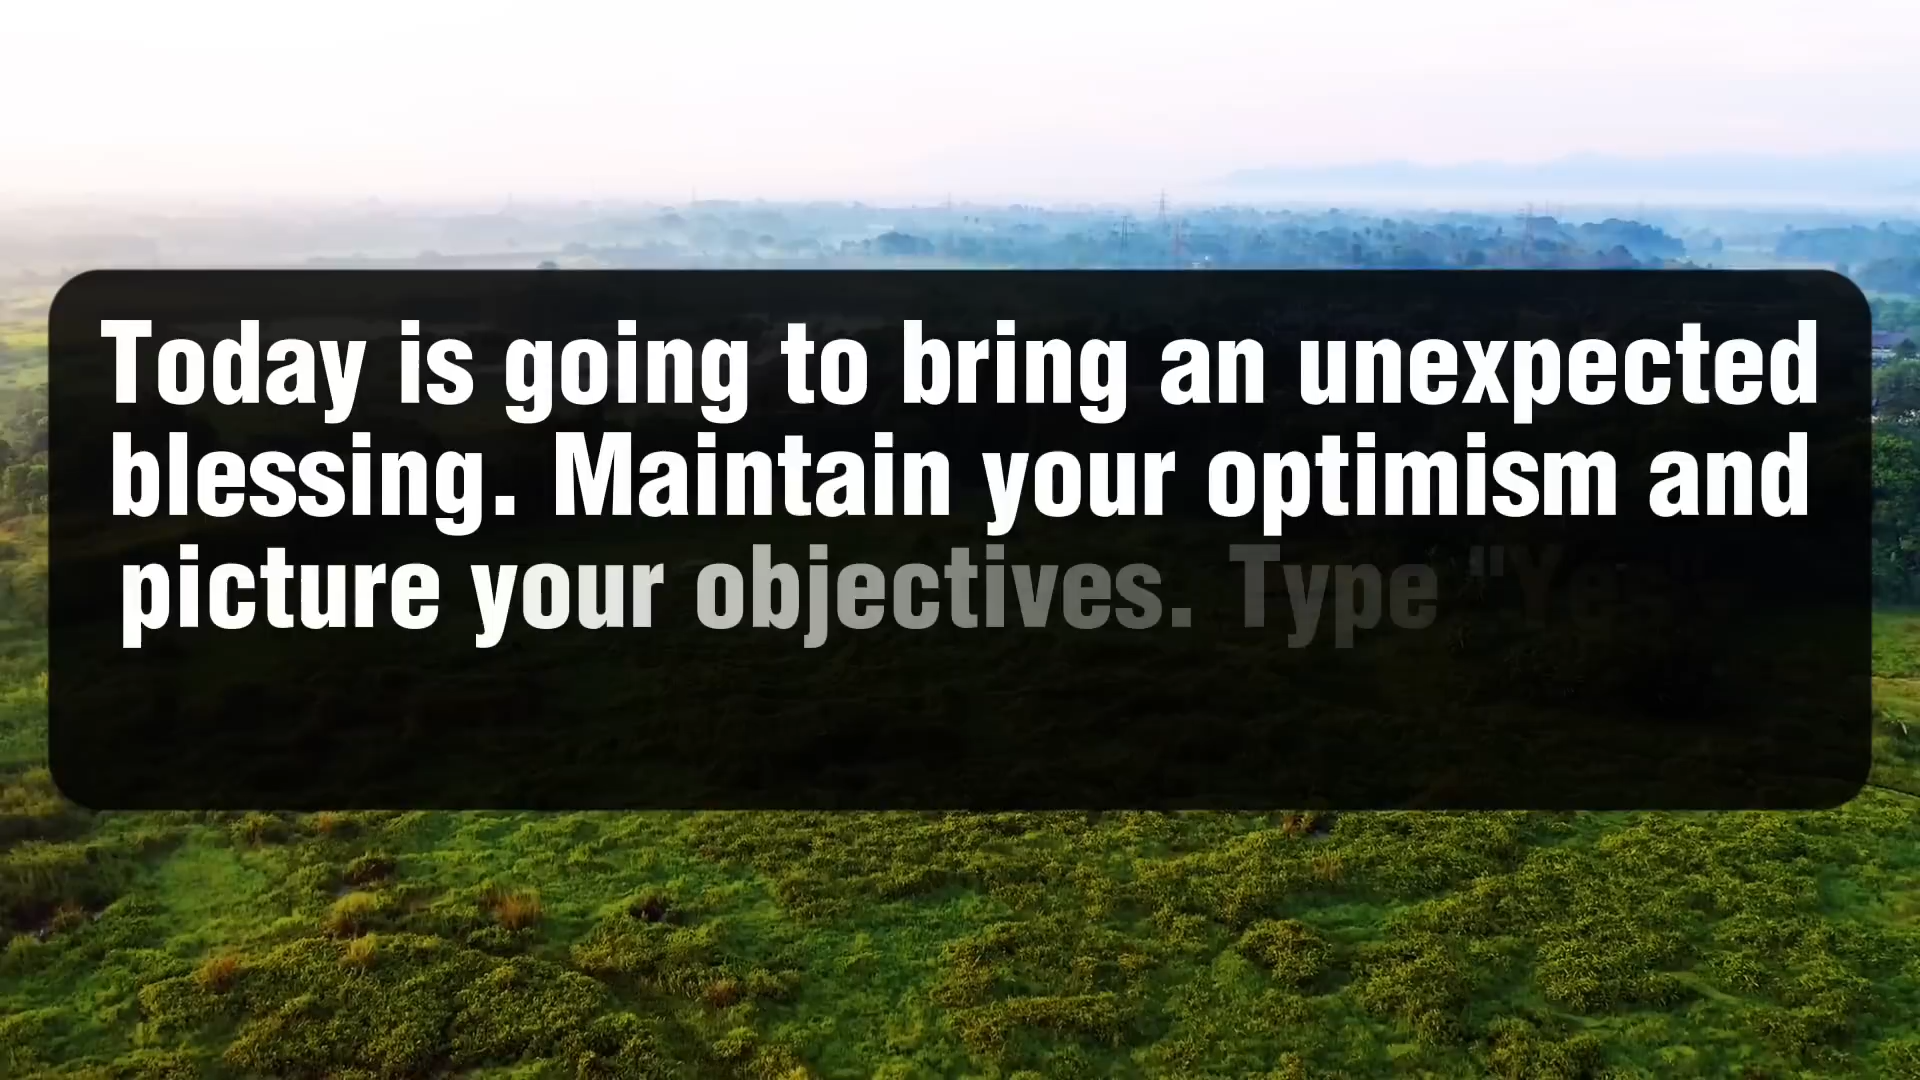 Today is going to bring an unexpected
blessing. Maintain your optimism and
picture your objectives. Type "Yes"